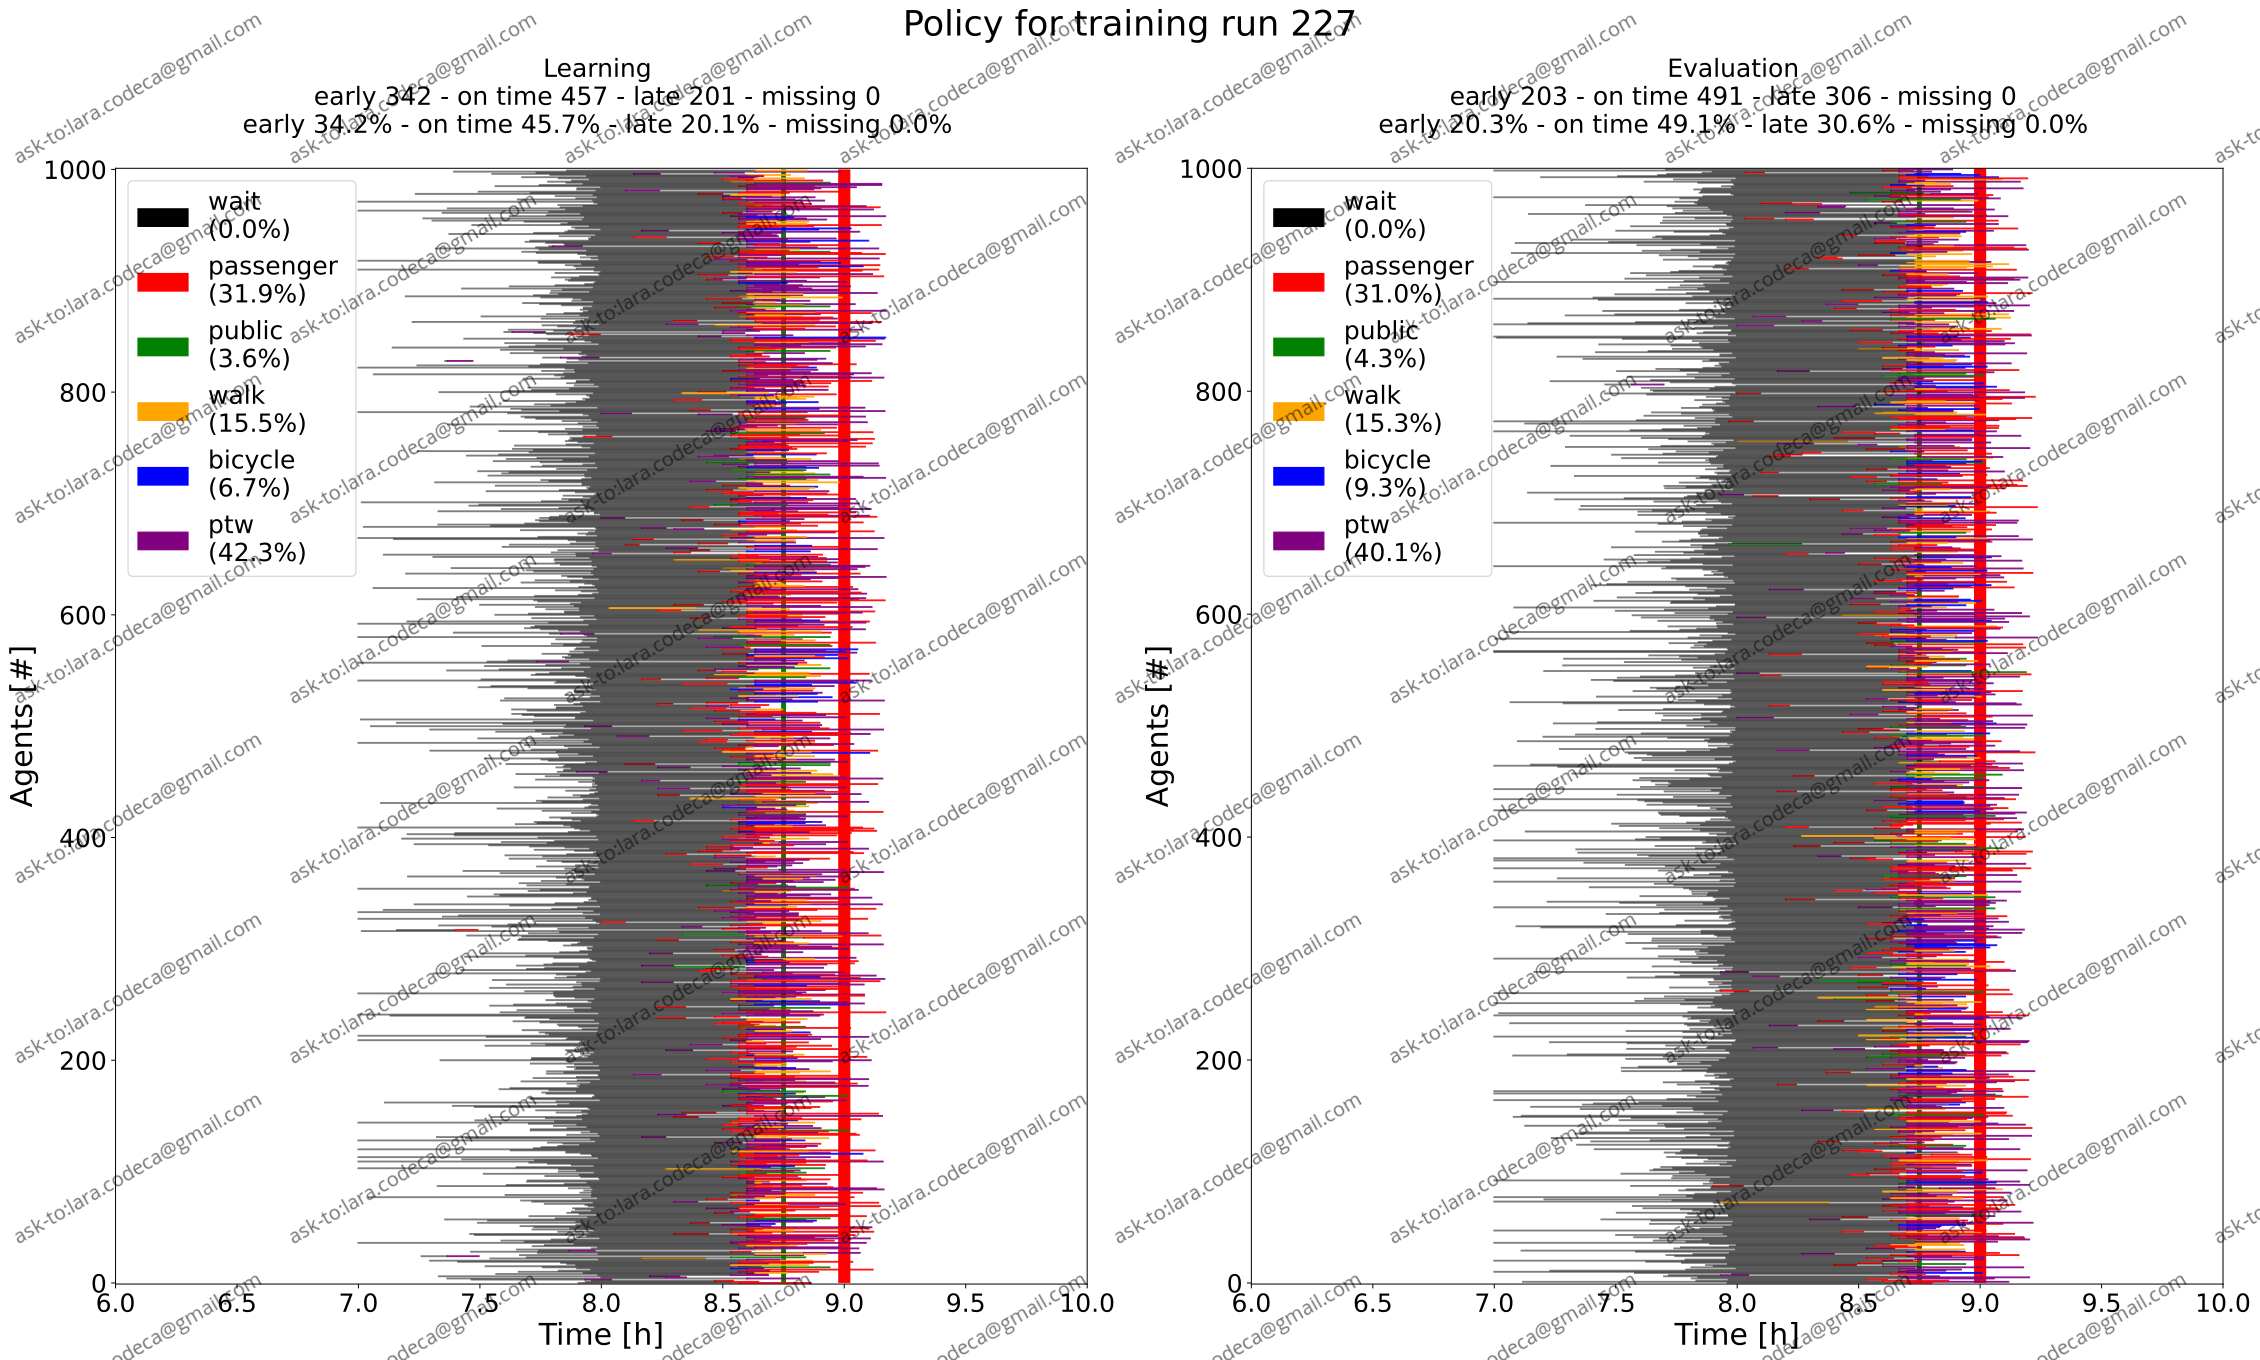 Policy for training run 227
Learning
early 342 - on time 457 - late 201 - missing 0
early 34.2% - on time 45.7% - late 20.1% - missing 0.0%
1000
800
600
400
200
0
Agents [#]
wait
(0.0%)
passenger
(31.9%)
public
(3.6%)
walk
(15.5%)
bicycle
(6.7%)
ptw
(42.3%)
6.0 6.5 7.0 7.5 8.0 8.5 9.0 9.5 10.0
Time [h]
Evaluation
early 203 - on time 491 - late 306 - missing 0
early 20.3% - on time 49.1% - late 30.6% - missing 0.0%
1000
800
600
400
200
0
Agents [#]
wait
(0.0%)
passenger
(31.0%)
public
(4.3%)
walk
(15.3%)
bicycle
(9.3%)
ptw
(40.1%)
6.0 6.5 7.0 7.5 8.0 8.5 9.0 9.5 10.0
Time [h]
ask-to:lara.codeca@gmail.com